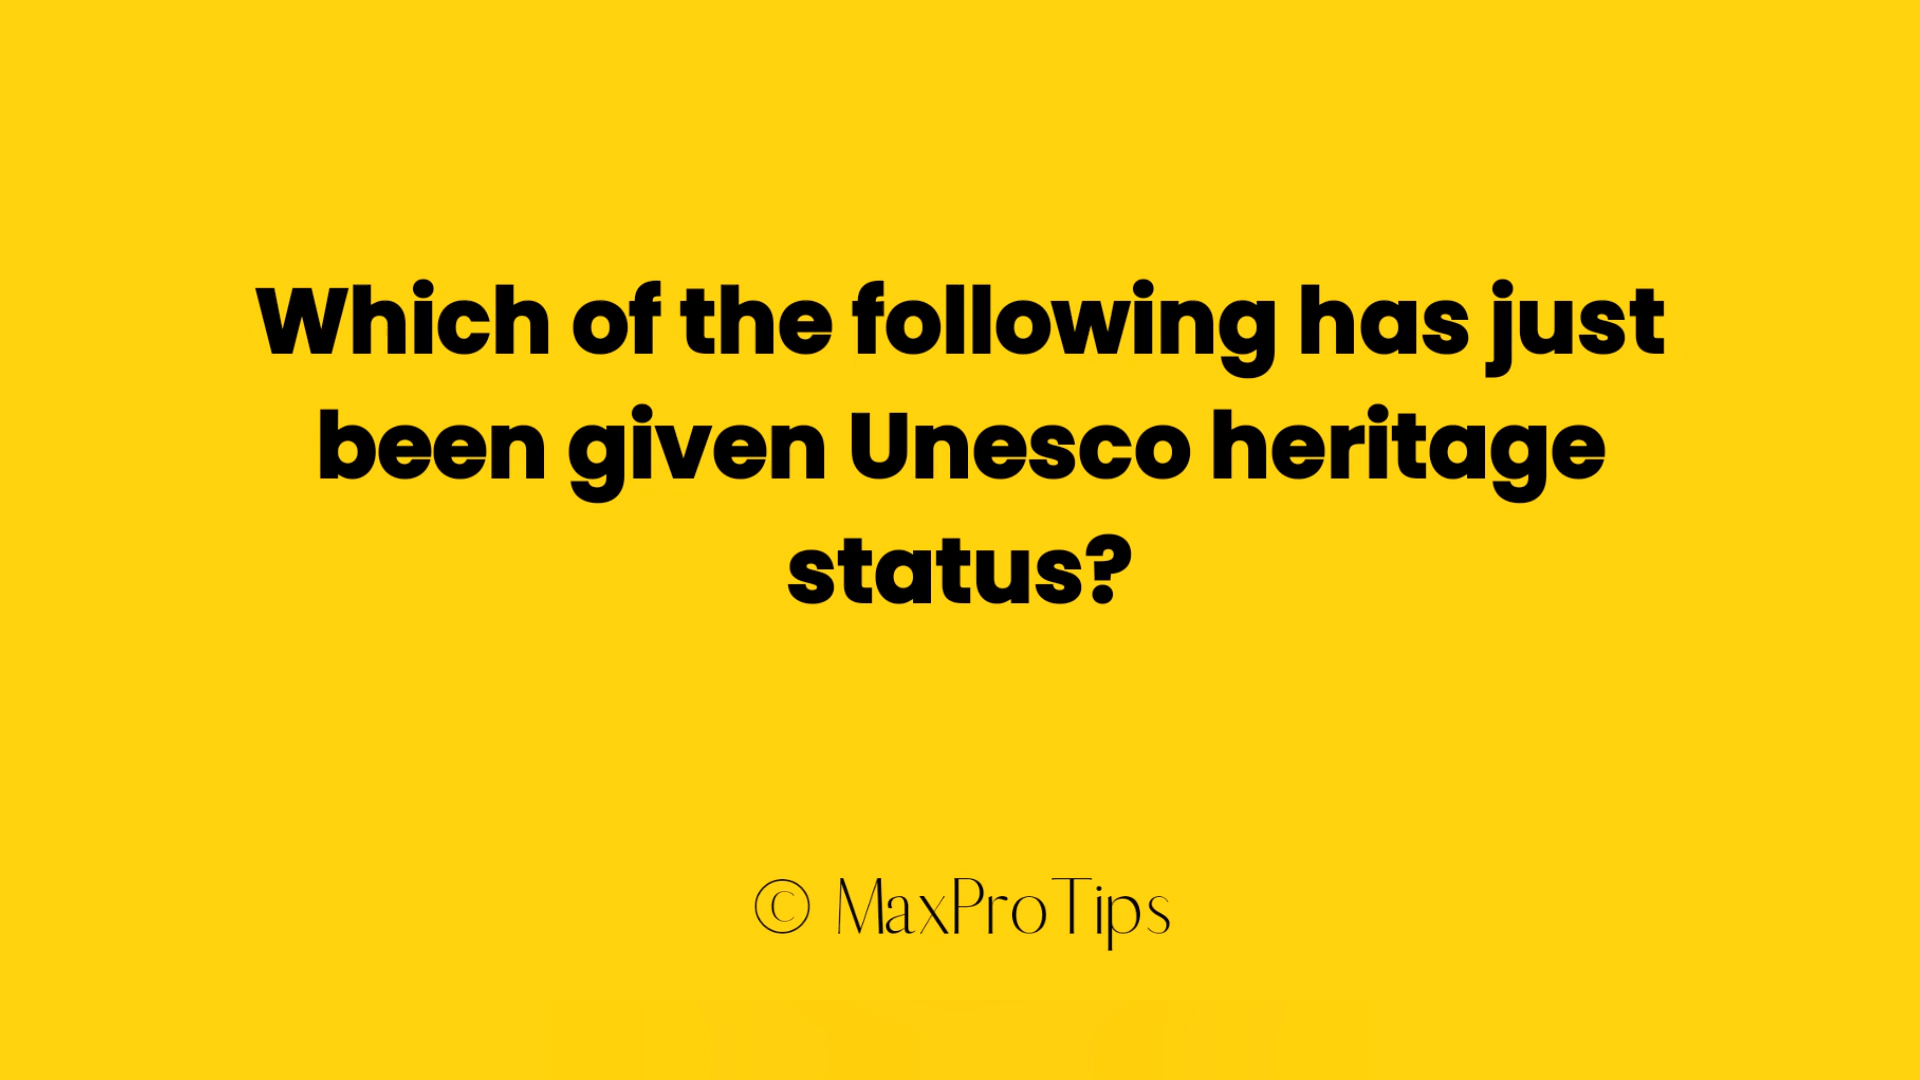 Which of the following has just
been given Unesco heritage
status?
© MaxProTips